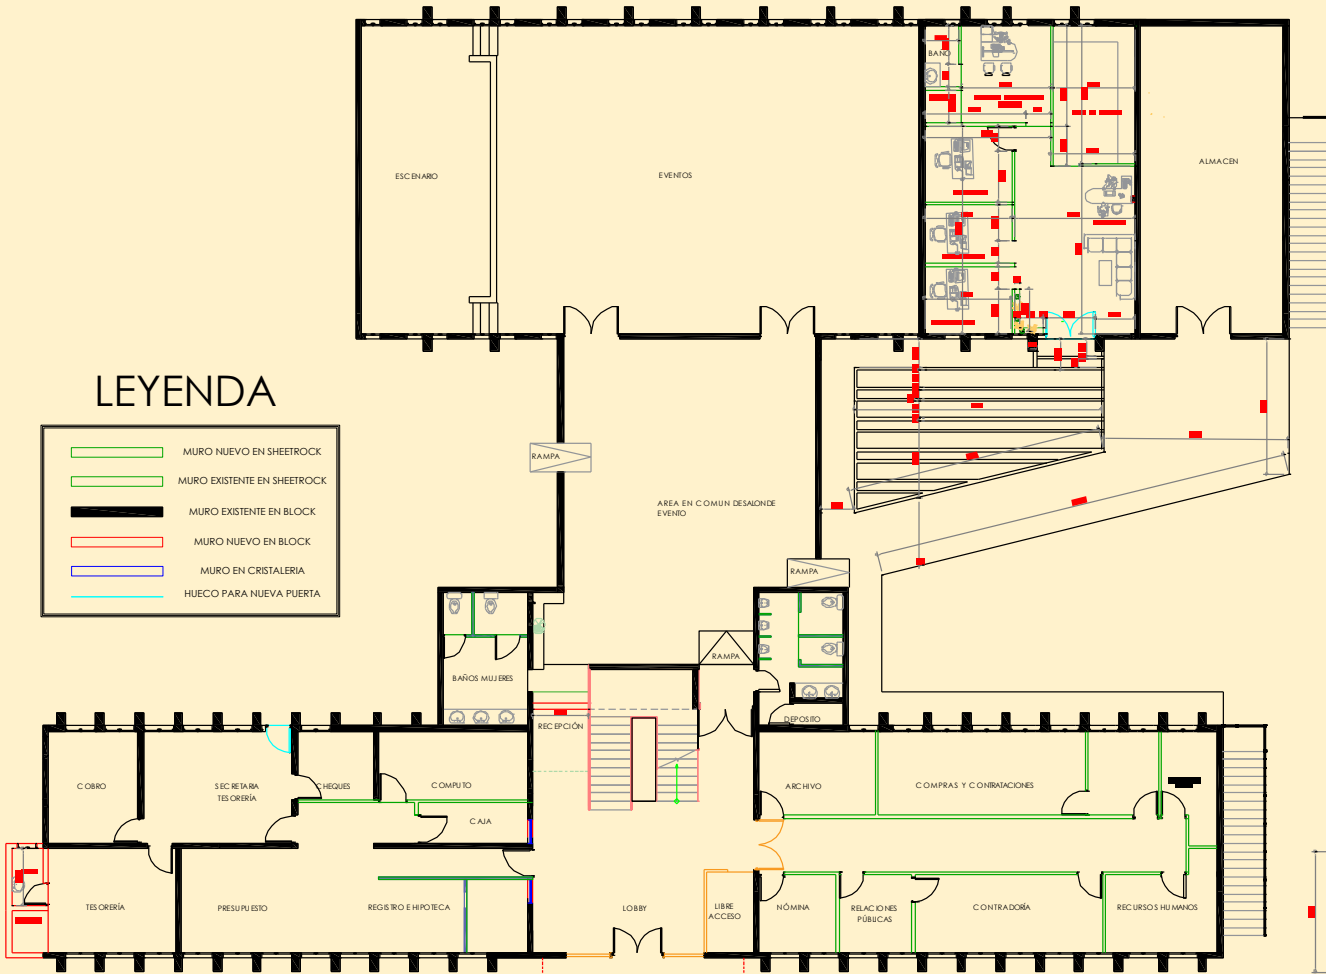 BAÑO
ESCENARIO
EVENTOS
ALMACEN
LEYENDA
MURO NUEVO EN SHEETROCK
MURO EXISTENTE EN SHEETROCK
MURO EXISTENTE EN BLOCK
MURO NUEVO EN BLOCK
MURO EN CRISTALERIA
HUECO PARA NUEVA PUERTA
RAMPA
AREA EN COMUN DESALONDE
EVENTO
RAMPA
RAMPA
BAÑOS MUJERES
RECEPCIÓN
DEPOSITO
COBRO
SECRETARIA
TESORERÍA
CHEQUES
COMPUTO
CAJA
ARCHIVO
COMPRAS Y CONTRATACIONES
TESORERÍA
PRESUPUESTO
REGISTRO E HIPOTECA
LOBBY
LIBRE
ACCESO
NÓMINA
RELACIONES
PÚBLICAS
CONTRADORÍA
RECURSOS HUMANOS